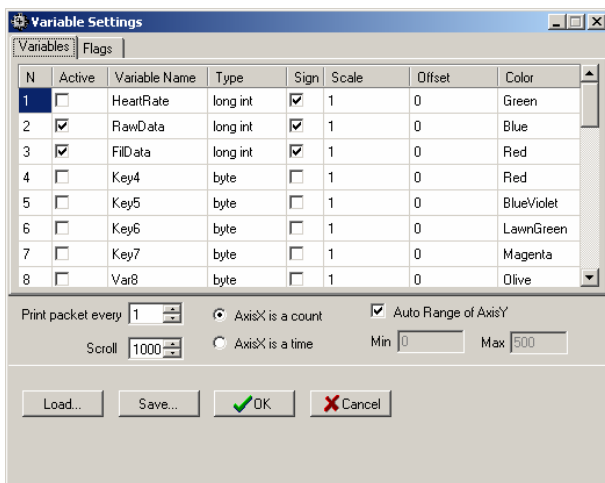 Variable Settings
Variables Flags
N Active Variable Name Type Sign Scale Offset Color
1 HeartRate long int 1 0 Green
2 RawData long int 1 0 Blue
3 FilData long int 1 0 Red
4 Key4 byte 1 0 Red
5 Key5 byte 1 0 BlueViolet
6 Key6 byte 1 0 LawnGreen
7 Key7 byte 1 0 Magenta
8 Var8 byte 1 0 Olive
Print packet every 1 AxisX is a count Auto Range of AxisY
Scroll 1000 AxisX is a time Min 0 Max 500
Load... Save... OK Cancel